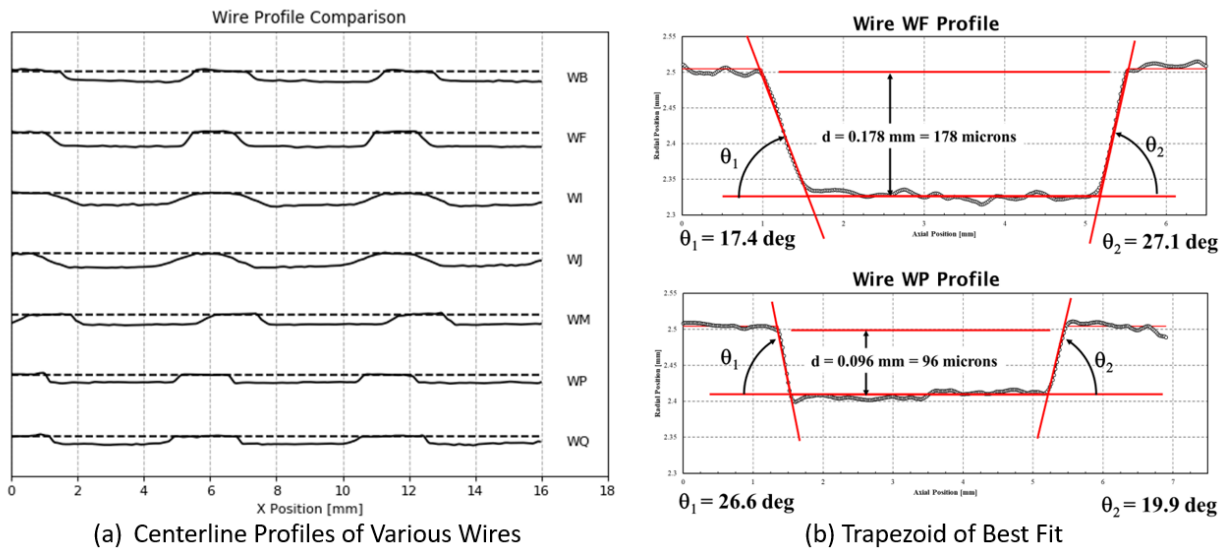 Wire Profile Comparison
WB
WF
WI
WJ
WM
WP
WQ
0 2 4 6 8 10 12 14 16 18
X Position [mm]
(a) Centerline Profiles of Various Wires
Wire WF Profile
2.55
2.5
2.45
2.4
2.35
2.3
Radial Position [mm]
d = 0.178 mm = 178 microns
θ1
θ2
0 1 2 3 4 5 6
Axial Position [mm]
θ1 = 17.4 deg
θ2 = 27.1 deg
Wire WP Profile
2.55
2.5
2.45
2.4
2.35
2.3
Radial Position [mm]
d = 0.096 mm = 96 microns
θ1
θ2
0 1 2 3 4 5 6 7
Axial Position [mm]
θ1 = 26.6 deg
θ2 = 19.9 deg
(b) Trapezoid of Best Fit